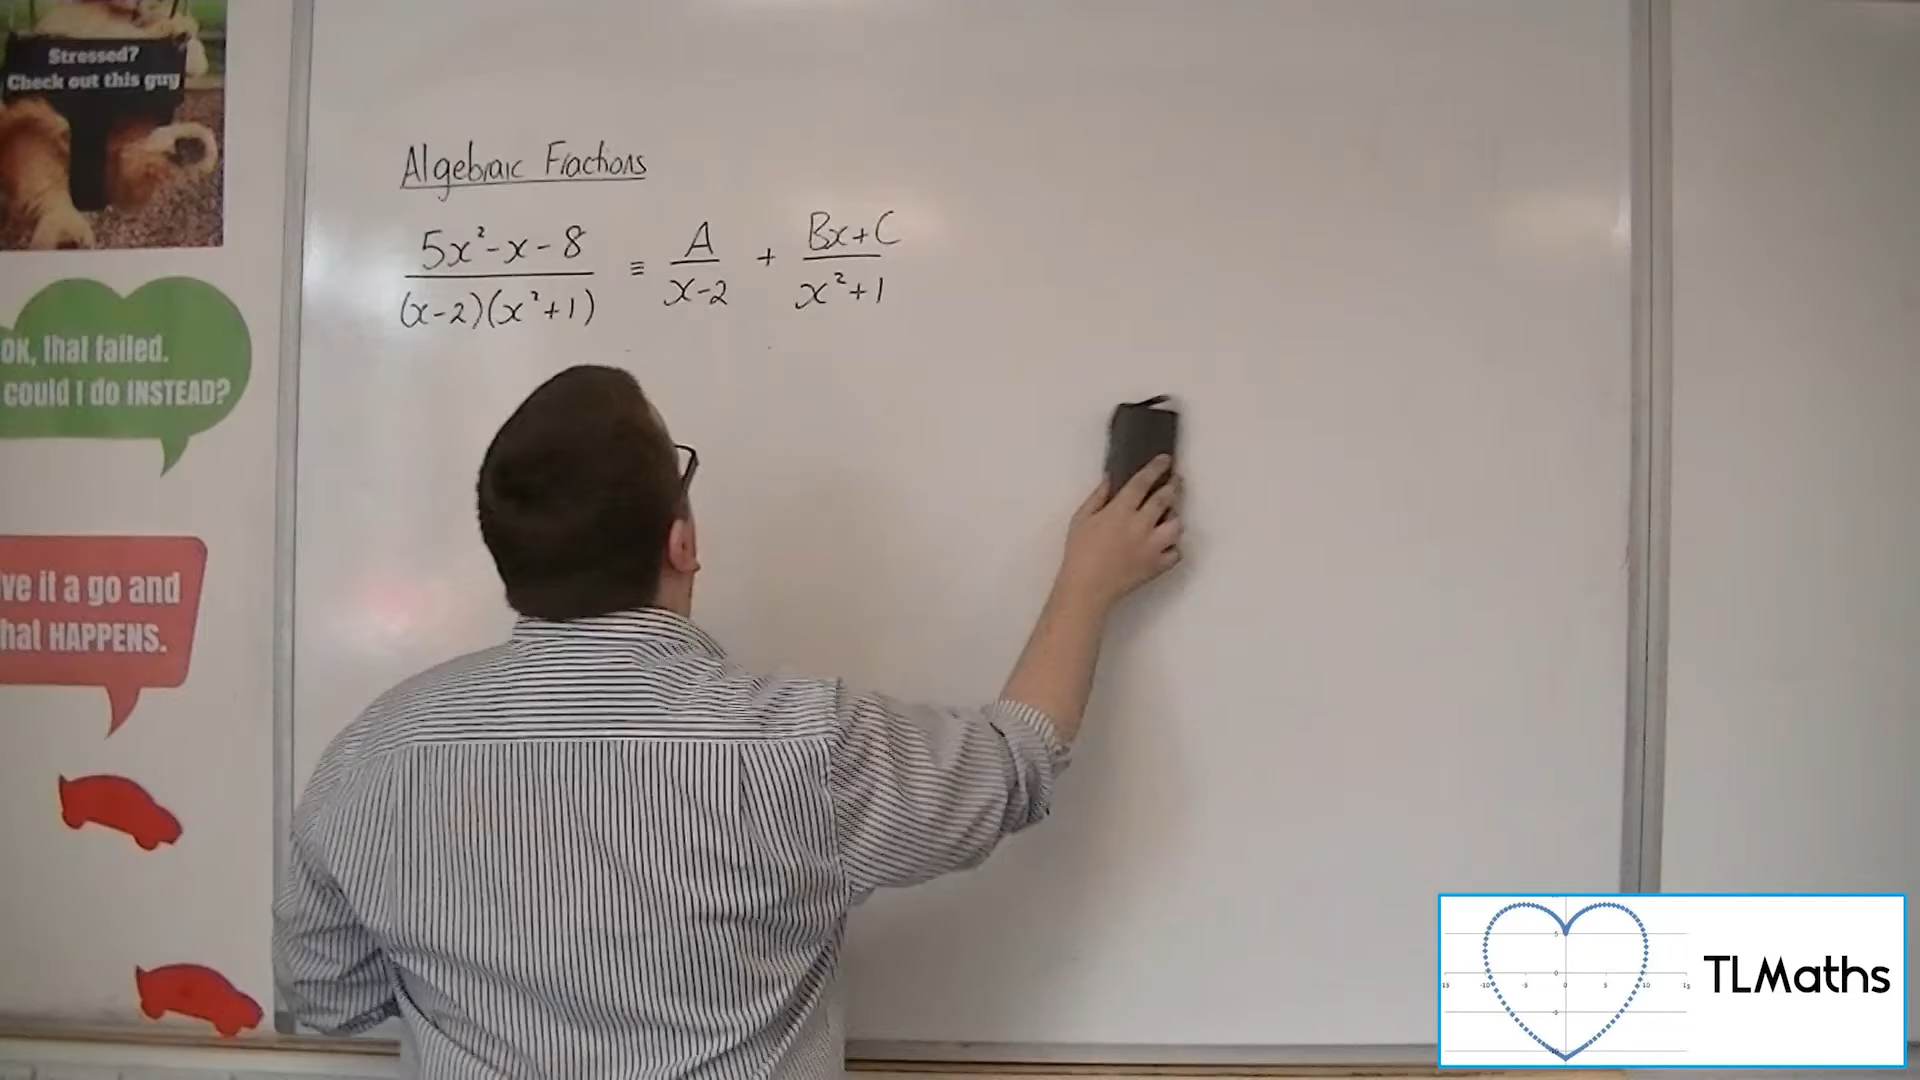 Stressed?
Check out this guy
Algebraic Fractions
5x²-x-8 / (x-2)(x²+1) ≡ A / x-2 + Bx+C / x²+1
OK, that failed.
could I do INSTEAD?
ve it a go and
hat HAPPENS.
TLMaths